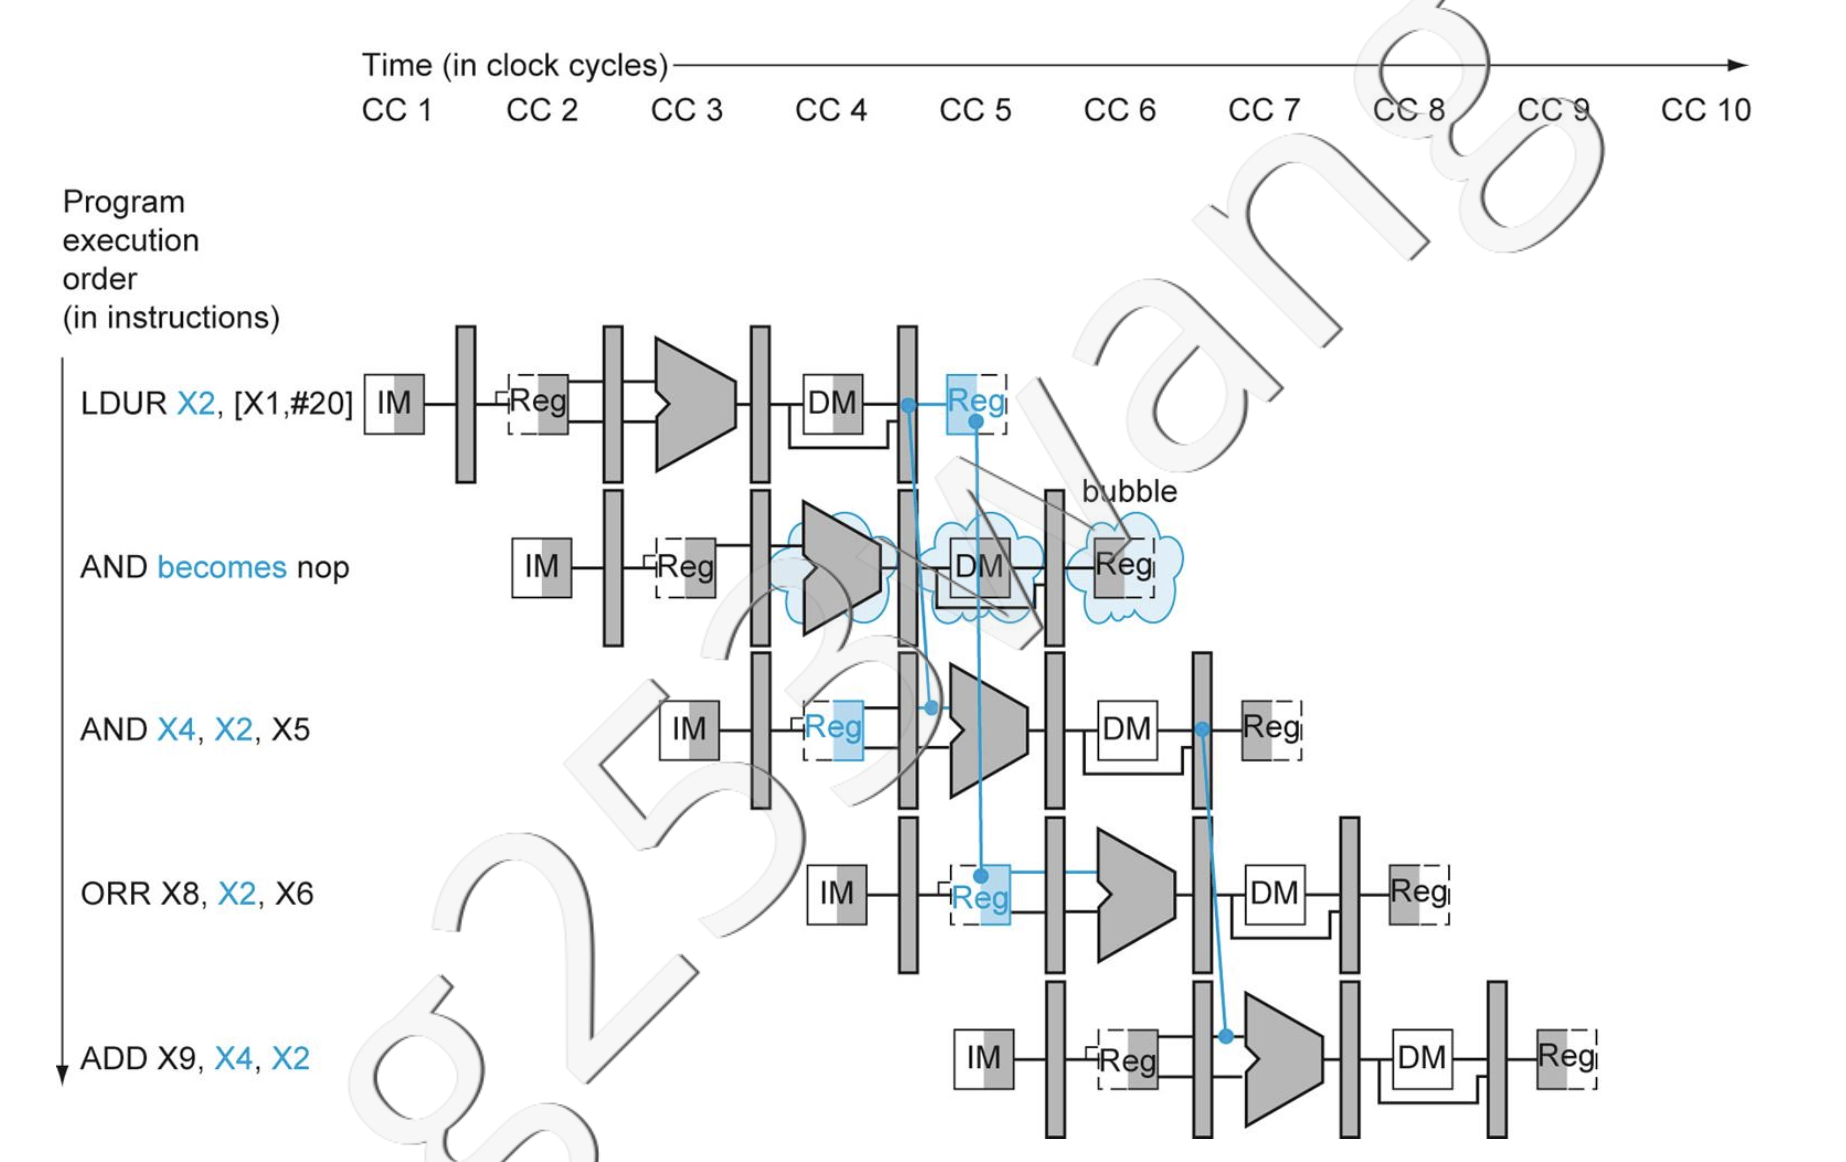 Time (in clock cycles)
CC 1 CC 2 CC 3 CC 4 CC 5 CC 6 CC 7 CC 8 CC 9 CC 10
Program
execution
order
(in instructions)
LDUR X2, [X1,#20] IM Reg DM Reg
bubble
AND becomes nop IM Reg DM Reg
AND X4, X2, X5 IM Reg DM Reg
ORR X8, X2, X6 IM Reg DM Reg
ADD X9, X4, X2 IM Reg DM Reg